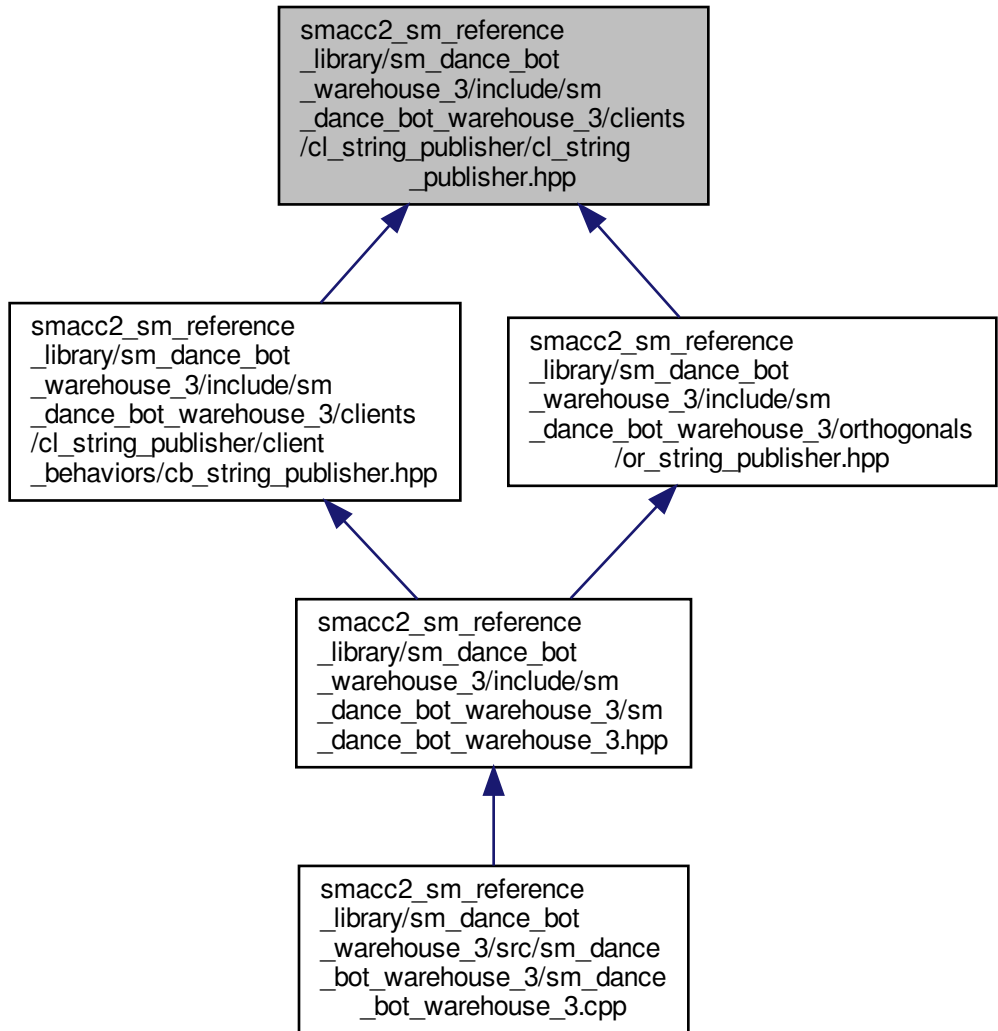 smacc2_sm_reference
_library/sm_dance_bot
_warehouse_3/include/sm
_dance_bot_warehouse_3/clients
/cl_string_publisher/cl_string
_publisher.hpp
smacc2_sm_reference
_library/sm_dance_bot
_warehouse_3/include/sm
_dance_bot_warehouse_3/clients
/cl_string_publisher/client
_behaviors/cb_string_publisher.hpp
smacc2_sm_reference
_library/sm_dance_bot
_warehouse_3/include/sm
_dance_bot_warehouse_3/orthogonals
/or_string_publisher.hpp
smacc2_sm_reference
_library/sm_dance_bot
_warehouse_3/include/sm
_dance_bot_warehouse_3/sm
_dance_bot_warehouse_3.hpp
smacc2_sm_reference
_library/sm_dance_bot
_warehouse_3/src/sm_dance
_bot_warehouse_3/sm_dance
_bot_warehouse_3.cpp